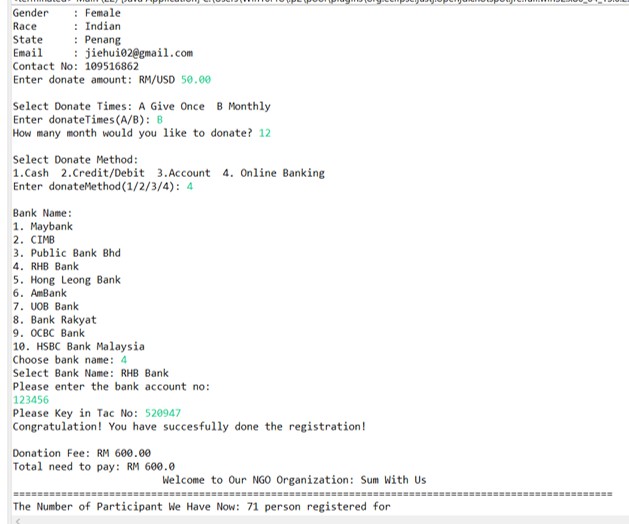 Gender    : Female
Race      : Indian
State     : Penang
Email     : jiehui02@gmail.com
Contact No: 109516862
Enter donate amount: RM/USD 50.00
Select Donate Times: A Give Once  B Monthly
Enter donateTimes(A/B): B
How many month would you like to donate? 12
Select Donate Method:
1.Cash  2.Credit/Debit  3.Account  4. Online Banking
Enter donateMethod(1/2/3/4): 4
Bank Name:
1. Maybank
2. CIMB
3. Public Bank Bhd
4. RHB Bank
5. Hong Leong Bank
6. AmBank
7. UOB Bank
8. Bank Rakyat
9. OCBC Bank
10. HSBC Bank Malaysia
Choose bank name: 4
Select Bank Name: RHB Bank
Please enter the bank account no:
123456
Please Key in Tac No: 520947
Congratulation! You have succesfully done the registration!
Donation Fee: RM 600.00
Total need to pay: RM 600.0
Welcome to Our NGO Organization: Sum With Us
The Number of Participant We Have Now: 71 person registered for